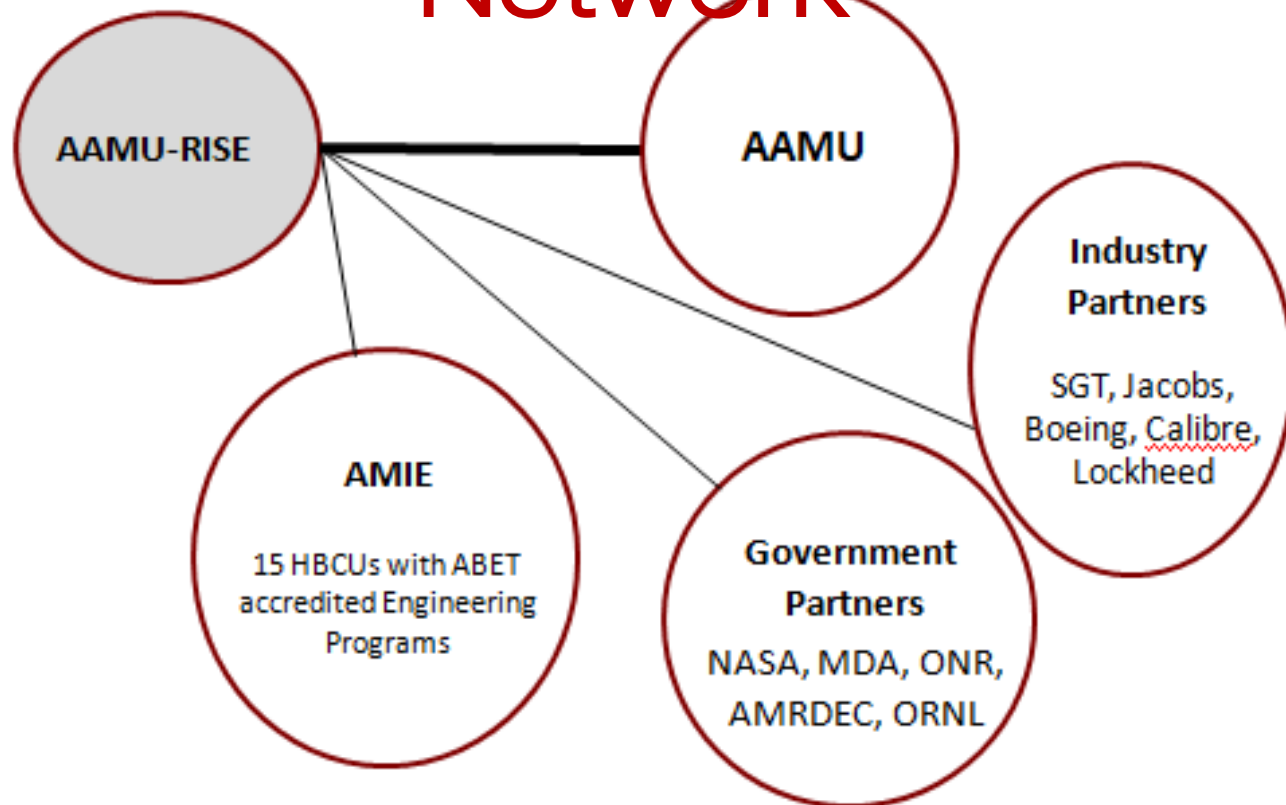 Network
AAMU-RISE
AAMU
Industry
Partners
SGT, Jacobs,
Boeing, Calibre,
Lockheed
AMIE
15 HBCUs with ABET
accredited Engineering
Programs
Government
Partners
NASA, MDA, ONR,
AMRDEC, ORNL